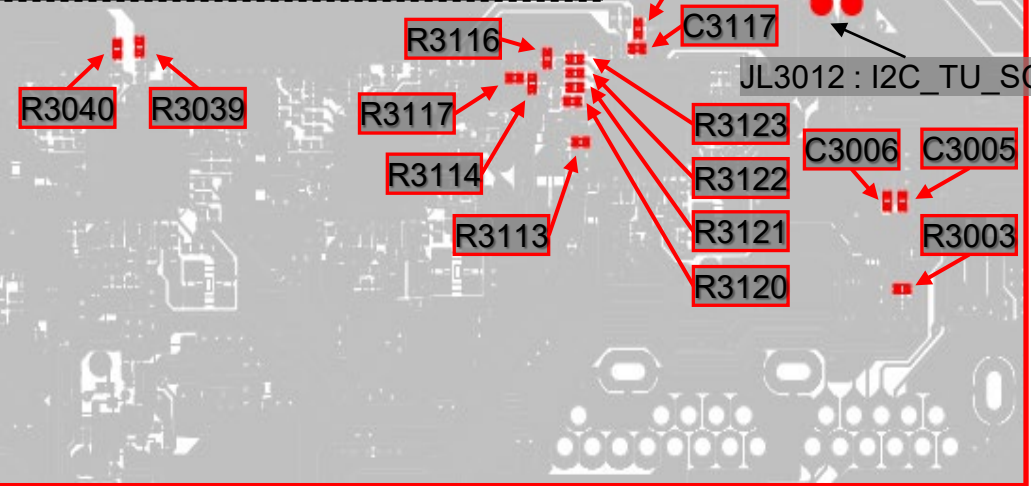 C3117
R3116
JL3012 : I2C_TU_SC
R3040
R3039
R3117
R3123
C3006
C3005
R3114
R3122
R3113
R3121
R3003
R3120